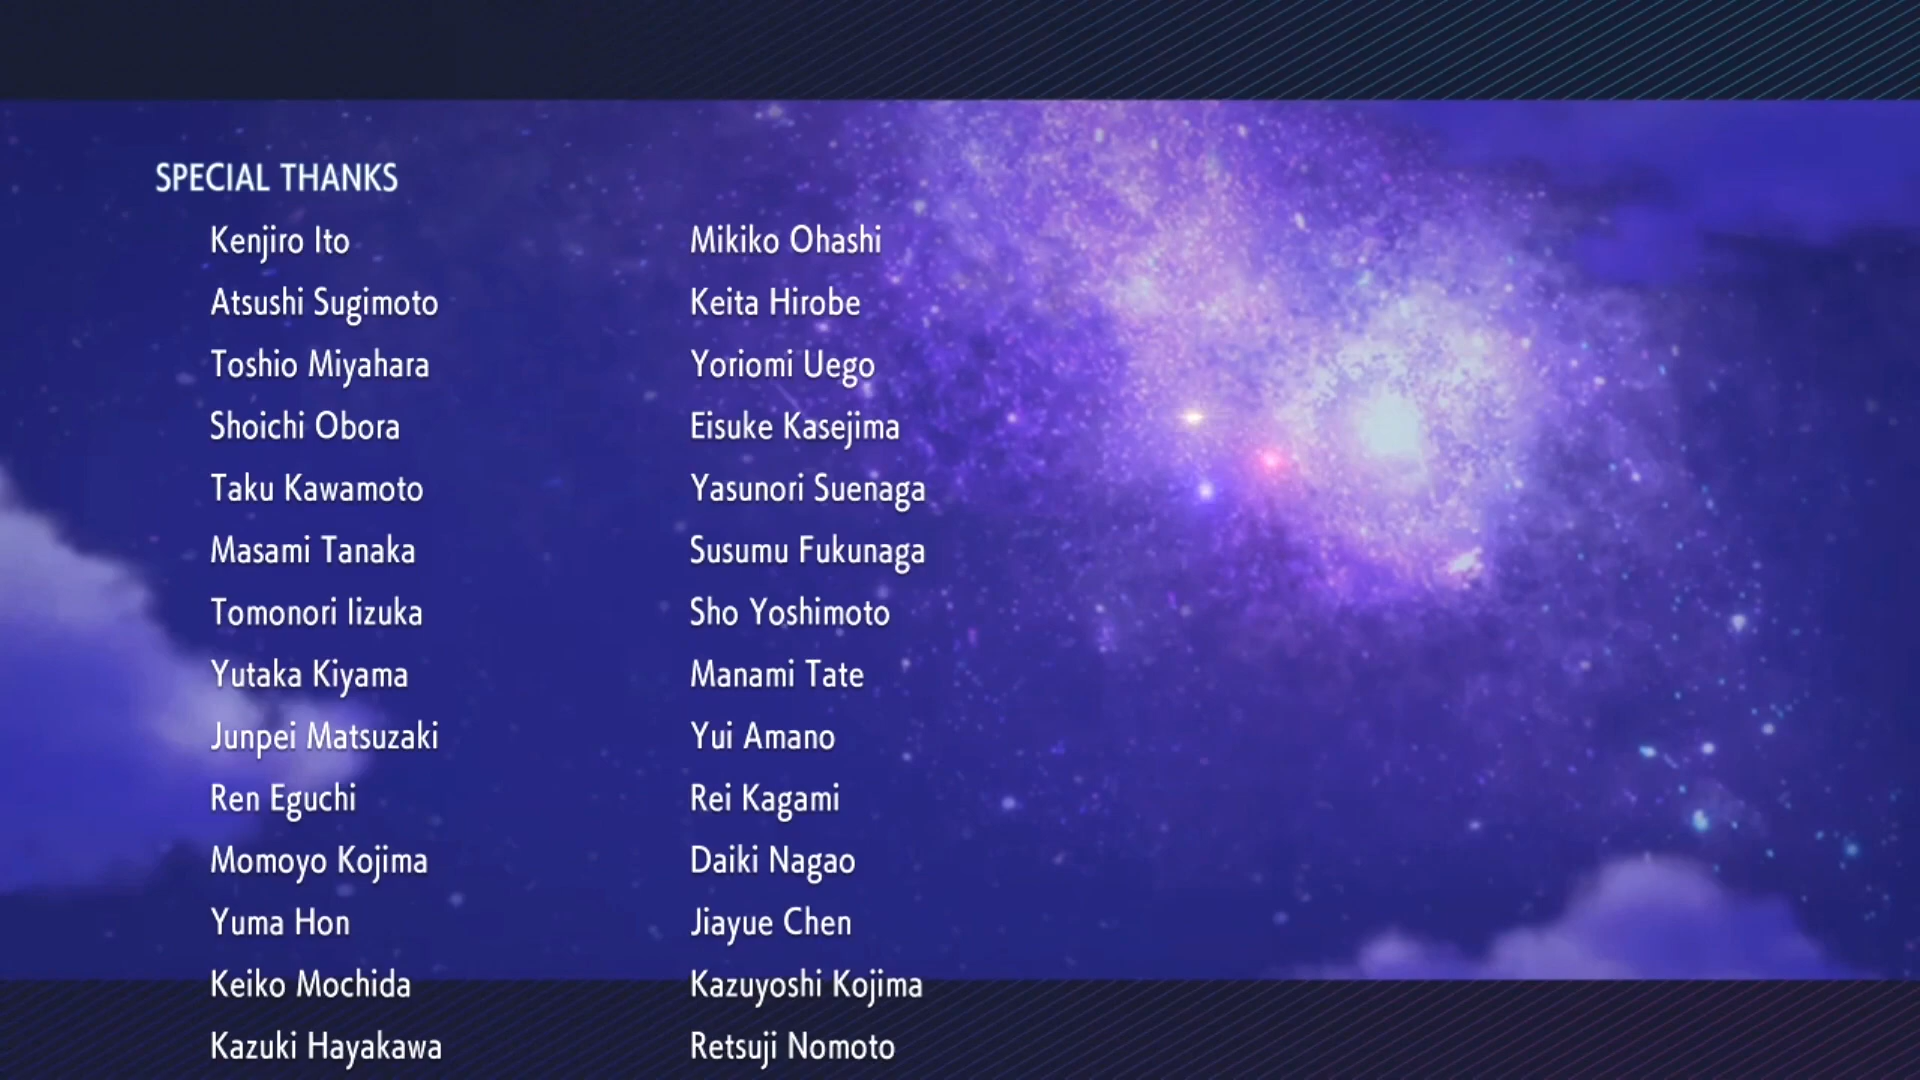 SPECIAL THANKS
Kenjiro Ito Mikiko Ohashi
Atsushi Sugimoto Keita Hirobe
Toshio Miyahara Yoriomi Uego
Shoichi Obora Eisuke Kasejima
Taku Kawamoto Yasunori Suenaga
Masami Tanaka Susumu Fukunaga
Tomonori Iizuka Sho Yoshimoto
Yutaka Kiyama Manami Tate
Junpei Matsuzaki Yui Amano
Ren Eguchi Rei Kagami
Momoyo Kojima Daiki Nagao
Yuma Hon Jiayue Chen
Keiko Mochida Kazuyoshi Kojima
Kazuki Hayakawa Retsuji Nomoto